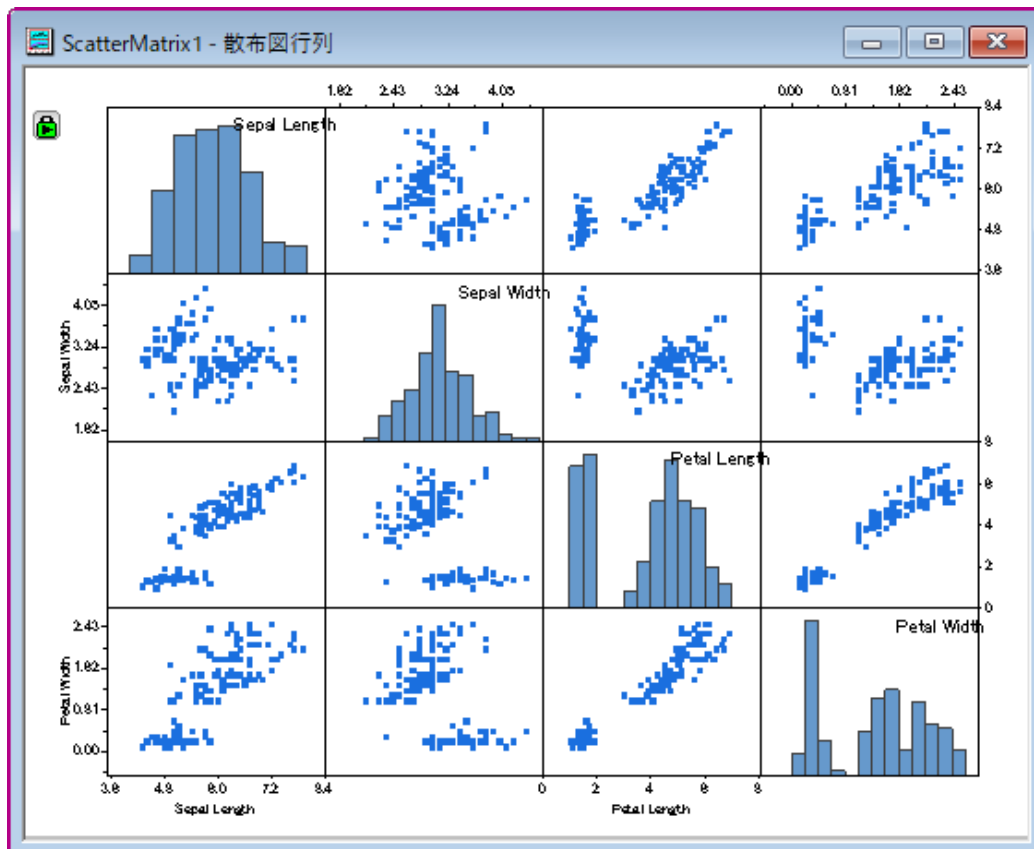 ScatterMatrix1 - 散布図行列
1.62 2.43 3.24 4.05
0.00 0.81 1.62 2.43
Sepal Length
8.4
7.2
6.0
4.8
3.6
Sepal Width
4.05
3.24
2.43
1.62
Sepal Width
Petal Length
8
6
4
2
0
Petal Width
2.43
1.62
0.81
0.00
Petal Width
3.6 4.8 6.0 7.2 8.4
0 2 4 6 8
Sepal Length
Petal Length